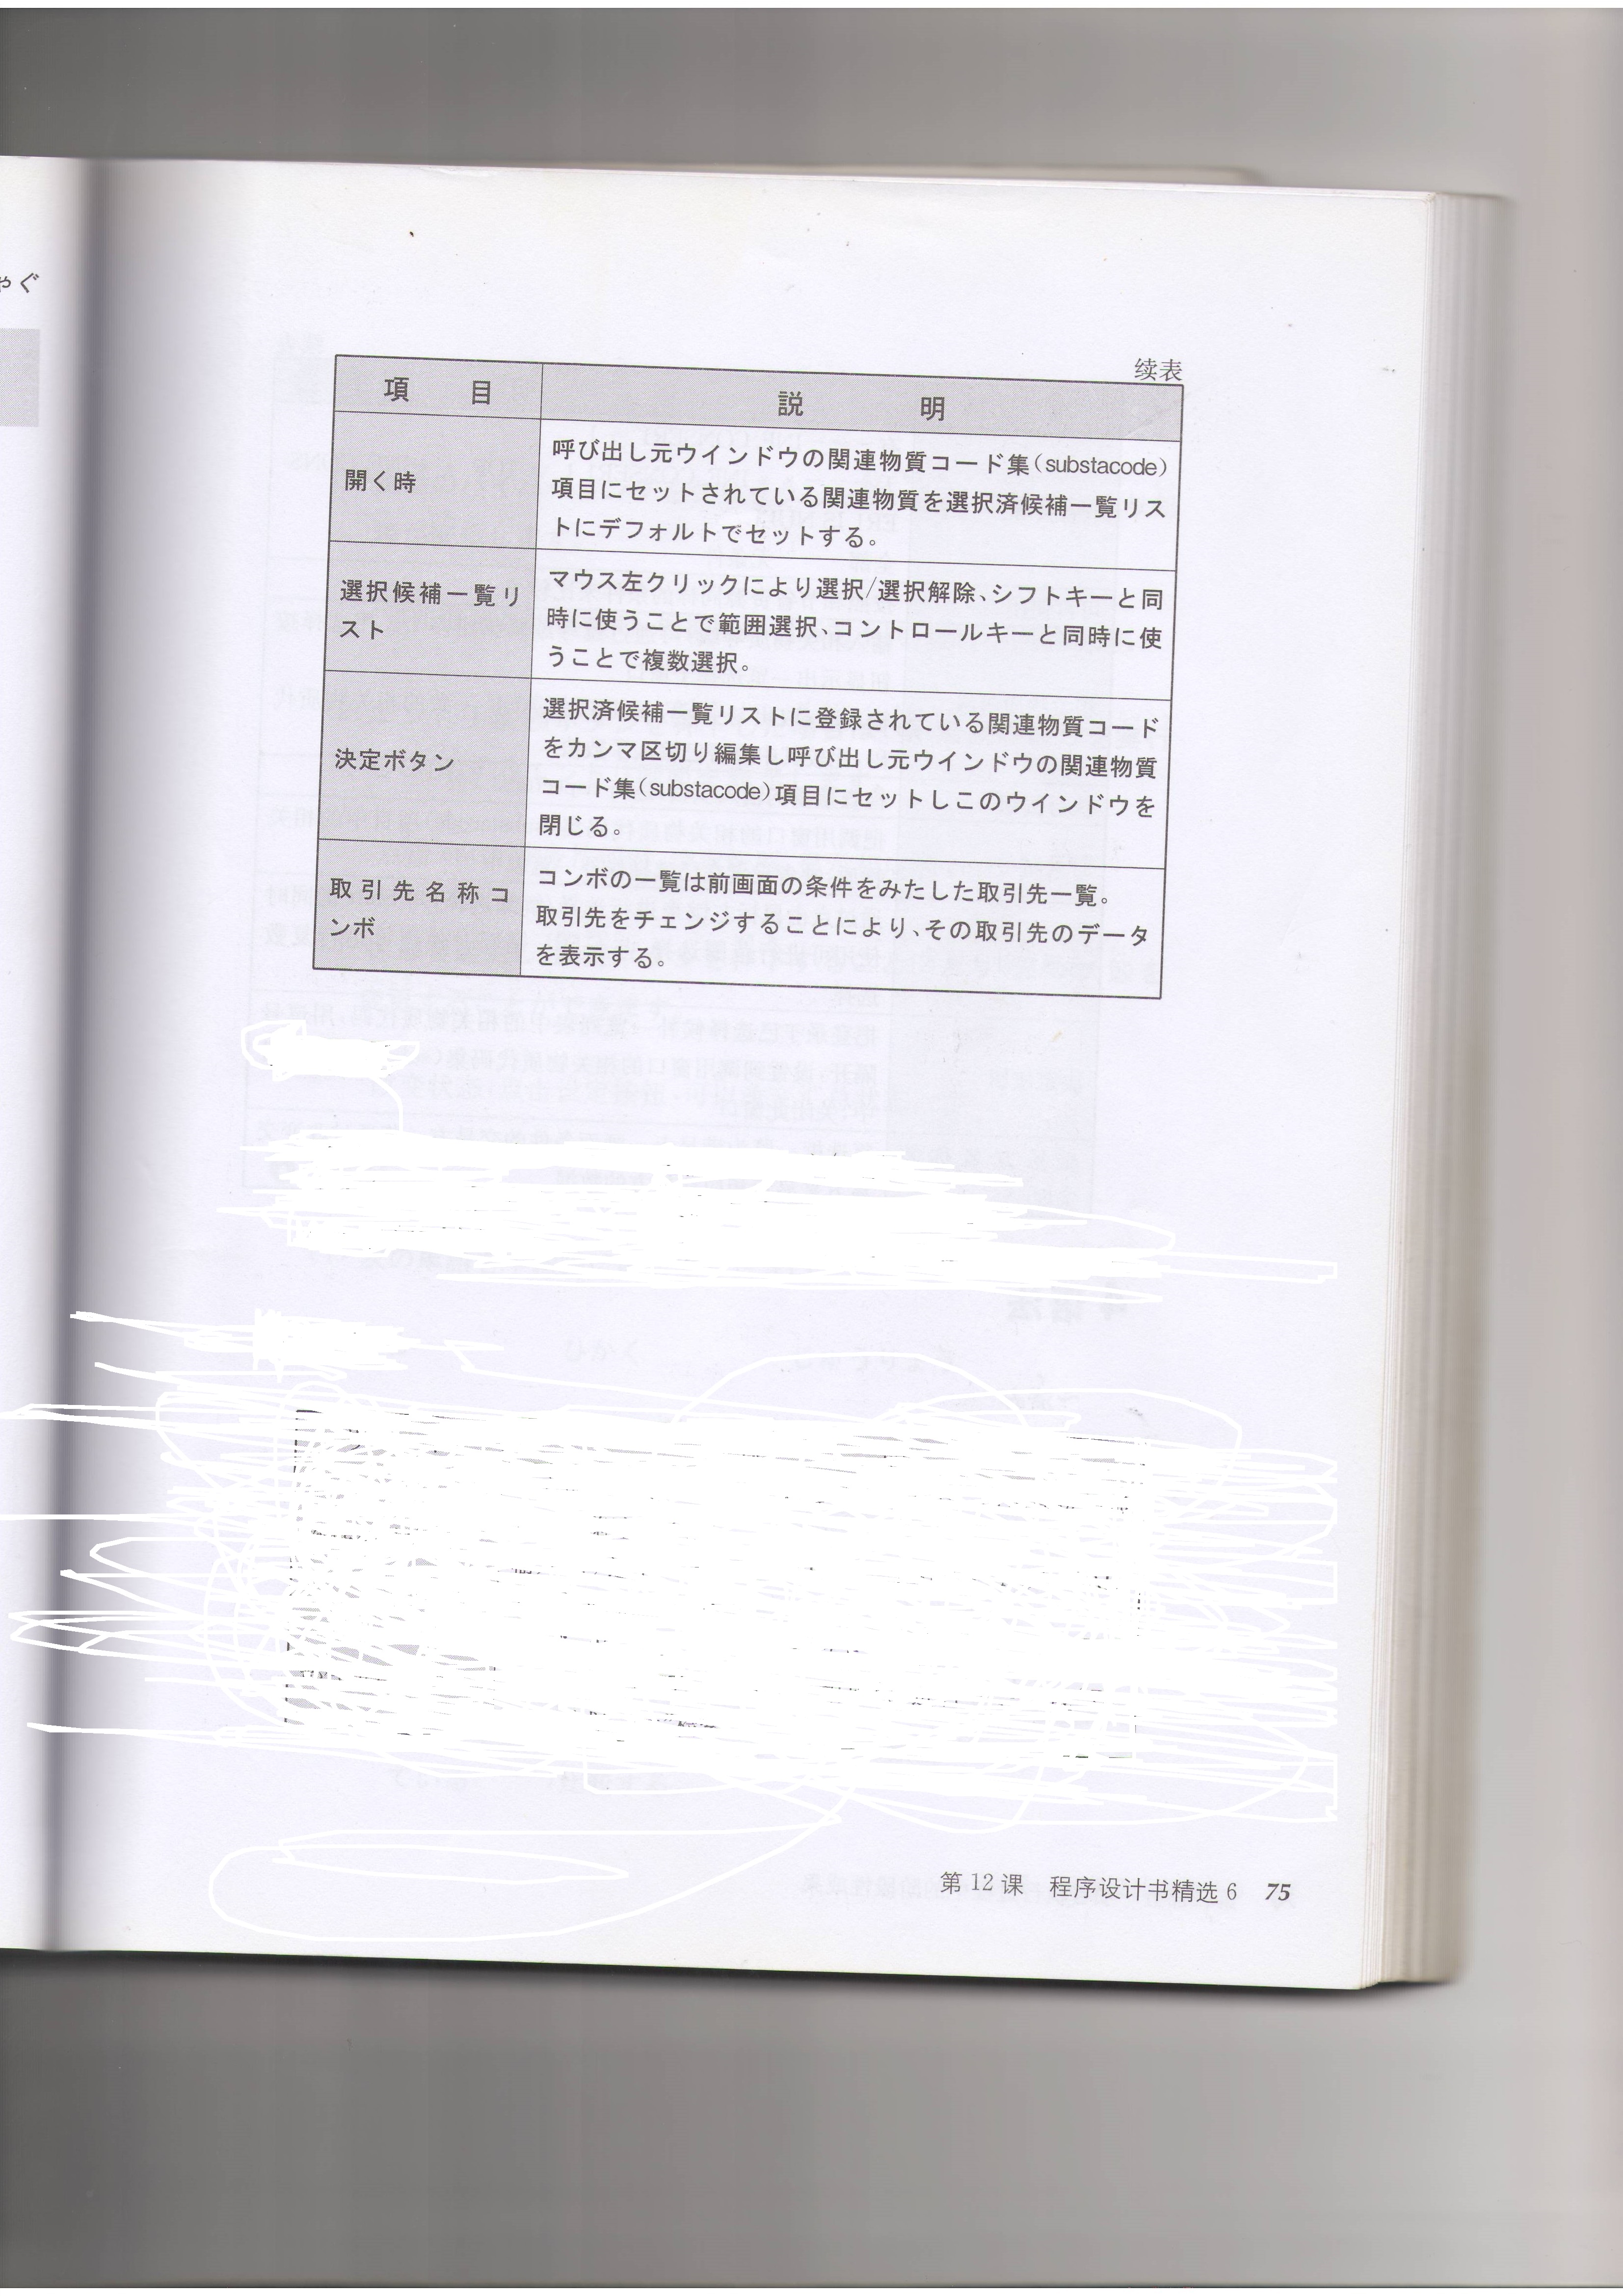 ゃぐ
续表
項 目
説 明
開く時
呼び出し元ウインドウの関連物質コード集(substacode)
項目にセットされている関連物質を選択済候補一覧リス
トにデフォルトでセットする。
選択候補一覧リ
スト
マウス左クリックにより選択/選択解除、シフトキーと同
時に使うことで範囲選択、コントロールキーと同時に使
うことで複数選択。
決定ボタン
選択済候補一覧リストに登録されている関連物質コード
をカンマ区切り編集し呼び出し元ウインドウの関連物質
コード集(substacode)項目にセットしこのウインドウを
閉じる。
取引先名称コ
ンボ
コンボの一覧は前画面の条件をみたした取引先一覧。
取引先をチェンジすることにより、その取引先のデータ
を表示する。
第 12 课 程序设计书精选 6 75